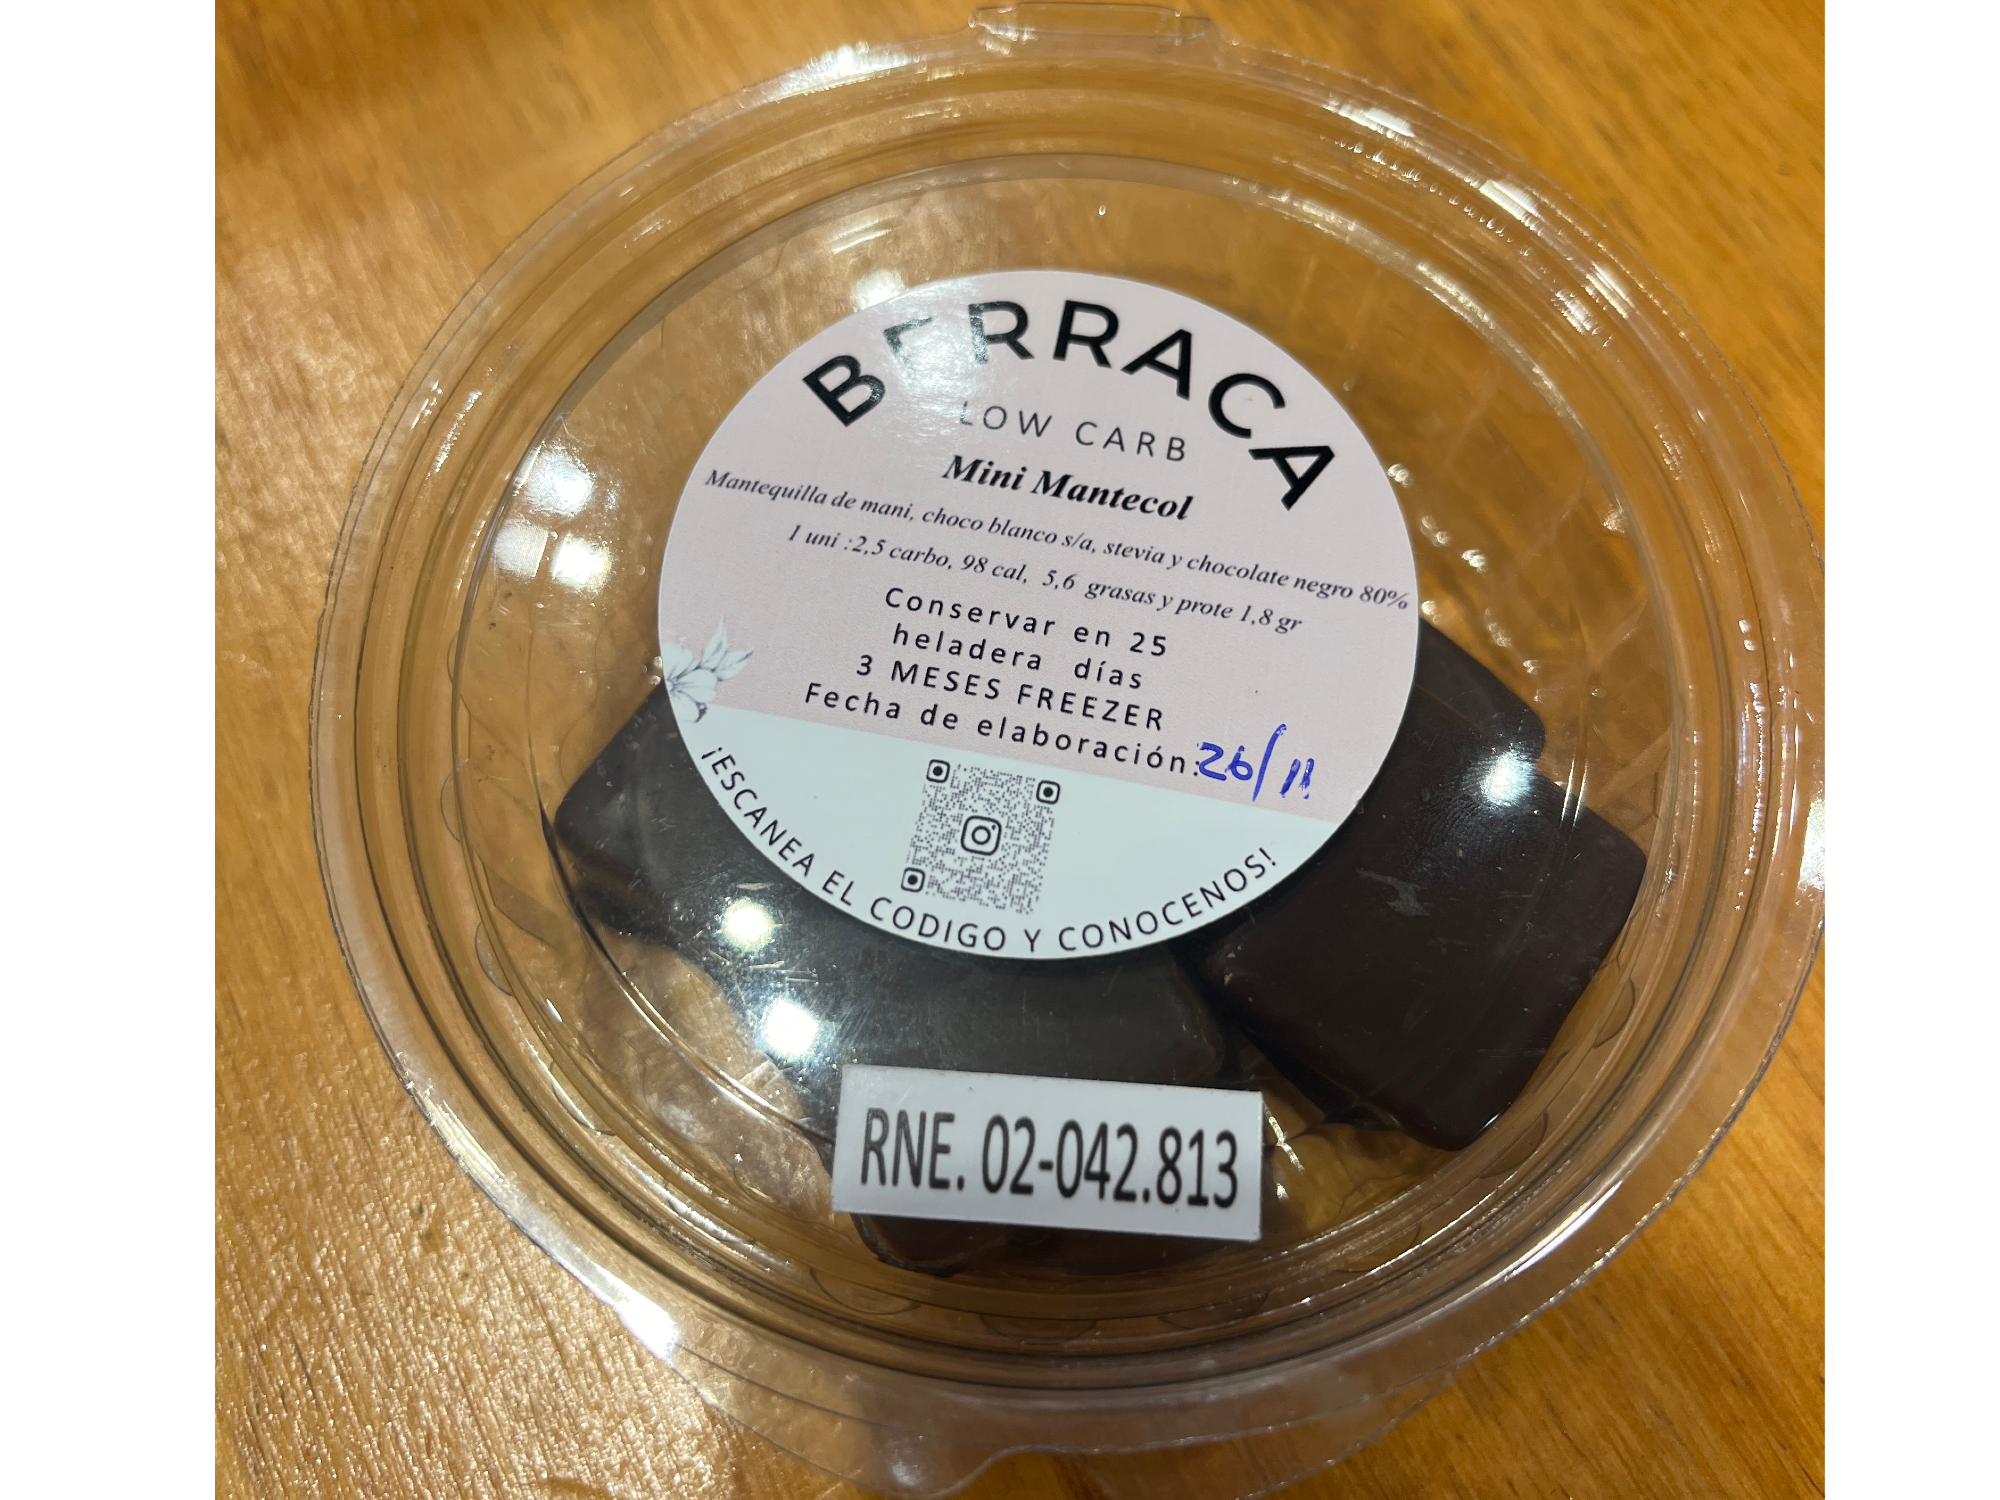 BERRACA
LOW CARB
Mini Mantecol
Mantequilla de mani, choco blanco s/a, stevia y chocolate negro 80%
1 uni :2,5 carbo, 98 cal, 5,6 grasas y prote 1,8 gr
Conservar en 25
heladera días
3 MESES FREEZER
Fecha de elaboración: 26/11
¡ESCANEA EL CODIGO Y CONOCENOS!
RNE. 02-042.813